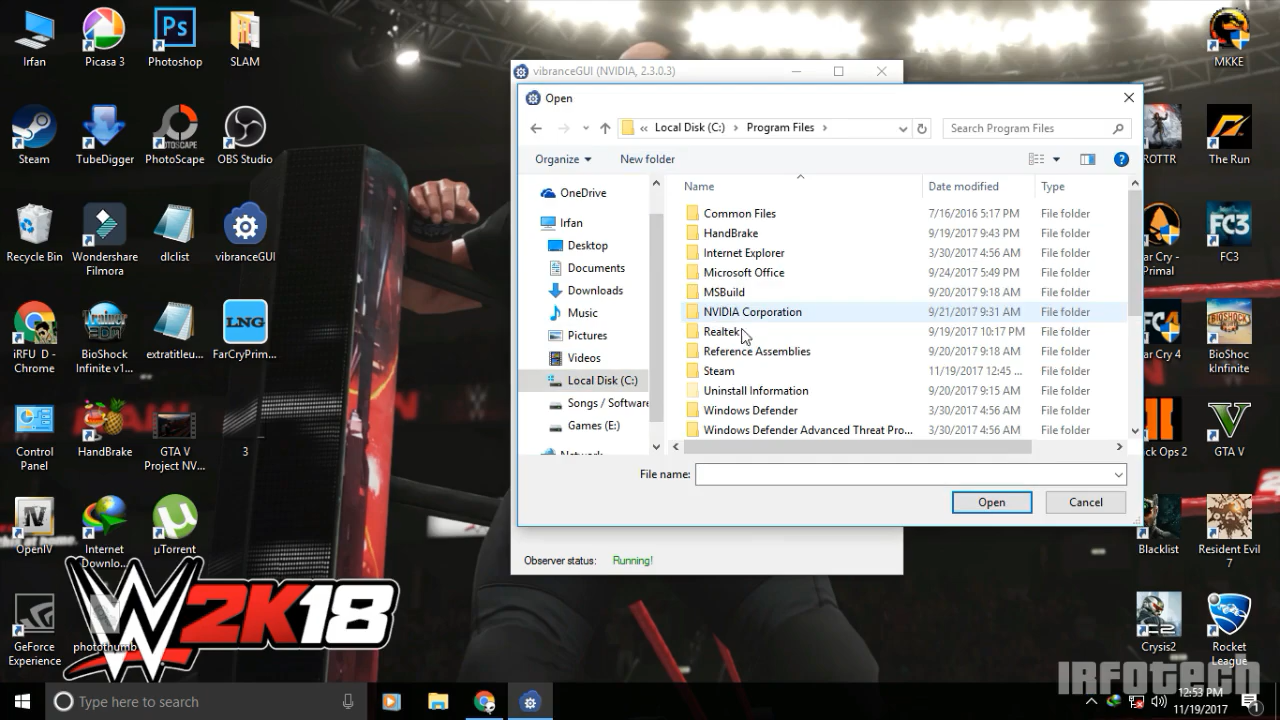 Irfan
Picasa 3
Photoshop
SLAM
Steam
TubeDigger
PhotoScape
OBS Studio
Recycle Bin
Wondershare
Filmora
dlclist
vibranceGUI
iRFU D -
Chrome
BioShock
Infinite v1...
extratitleu...
LNG
FarCryPrim...
Control
Panel
HandBrake
GTA V
Project NV...
3
OpenIV
Internet
Downlo...
µTorrent
GeForce
Experience
photothumb
W 2K18
vibranceGUI (NVIDIA, 2.3.0.3)
Open
« Local Disk (C:) > Program Files >
Search Program Files
Organize
New folder
OneDrive
Irfan
Desktop
Documents
Downloads
Music
Pictures
Videos
Local Disk (C:)
Songs / Software
Games (E:)
Network
Name Date modified Type
Common Files 7/16/2016 5:17 PM File folder
HandBrake 9/19/2017 9:43 PM File folder
Internet Explorer 3/30/2017 4:56 AM File folder
Microsoft Office 9/24/2017 5:49 PM File folder
MSBuild 9/20/2017 9:18 AM File folder
NVIDIA Corporation 9/21/2017 9:31 AM File folder
Realtek 9/19/2017 10:17 PM File folder
Reference Assemblies 9/20/2017 9:18 AM File folder
Steam 11/19/2017 12:45 ... File folder
Uninstall Information 9/20/2017 9:15 AM File folder
Windows Defender 3/30/2017 4:56 AM File folder
Windows Defender Advanced Threat Pro... 3/30/2017 4:56 AM File folder
File name:
Open
Cancel
Observer status: Running!
MKKE
ROTTR
The Run
ar Cry -
Primal
FC3
FC3
FC4
ar Cry 4
BioShoc
kInfinite
ck Ops 2
GTA V
Blacklist
Resident Evil
7
Crysis2
Rocket
League
IRfotech
Type here to search
12:53 PM
11/19/2017